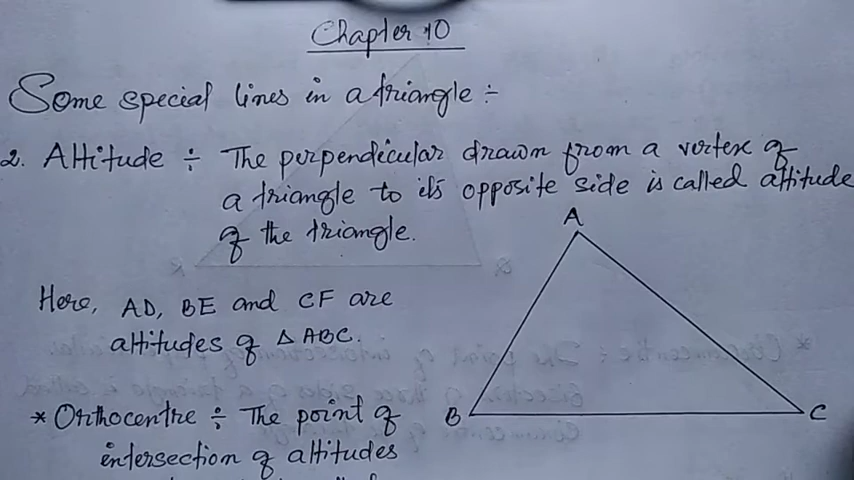 Chapter 10
Some special lines in a triangle ÷
2. Altitude ÷ The perpendicular drawn from a vertex of
a triangle to its opposite side is called altitude
of the triangle.
A
Here, AD, BE and CF are
altitudes of △ ABC.
B
C
* Orthocentre ÷ The point of
intersection of altitudes